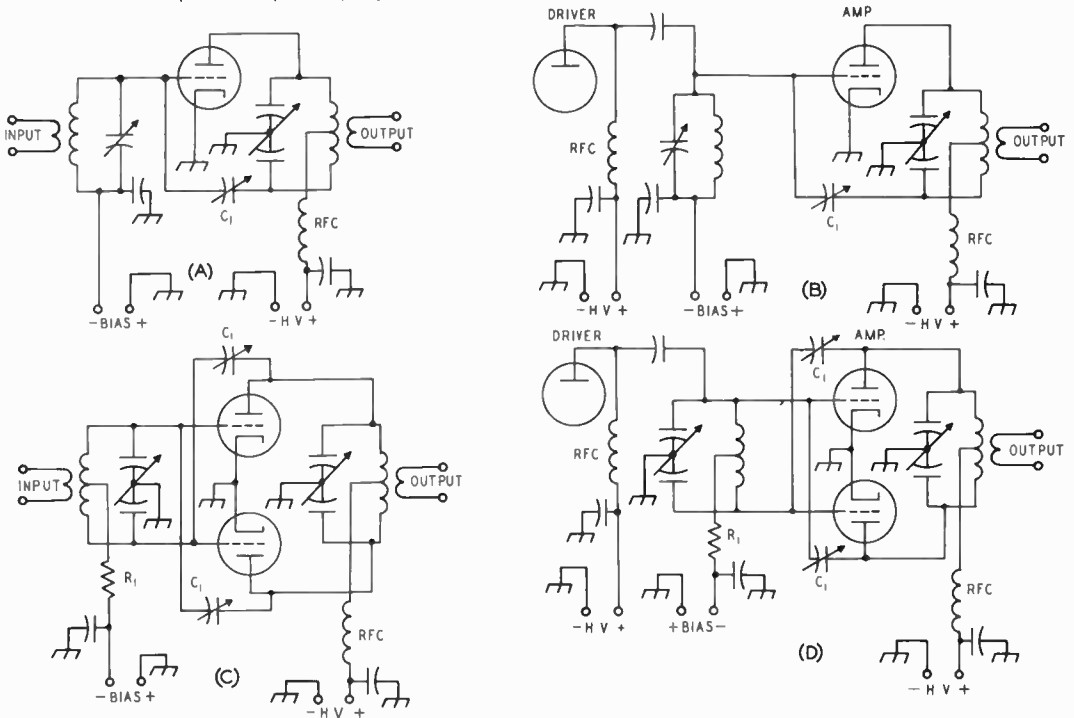 INPUT
OUTPUT
C1
RFC
(A)
-BIAS+
-HV+
DRIVER
AMP.
RFC
OUTPUT
C1
RFC
(B)
-HV+
-BIAS+
-HV+
C1
INPUT
OUTPUT
R1
C1
RFC
(C)
-BIAS+
-HV+
DRIVER
AMP.
C1
RFC
OUTPUT
R1
C1
RFC
(D)
-HV+
+BIAS-
-HV+